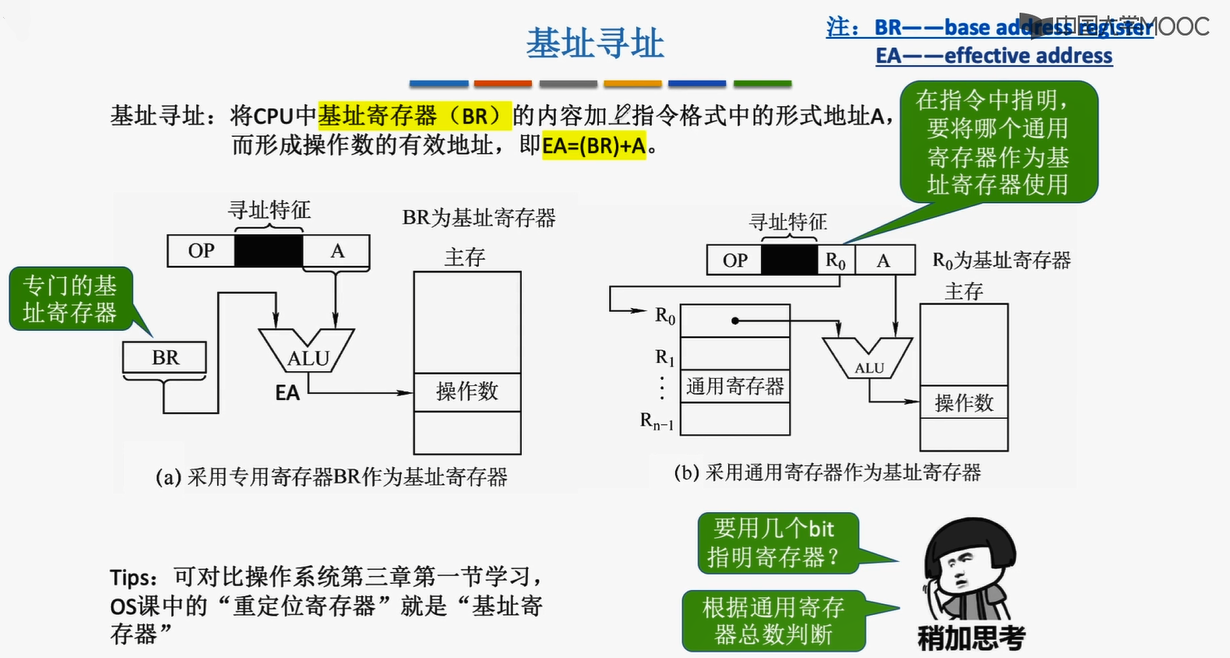 基址寻址
中国大学MOOC
注：BR——base address register
EA——effective address
基址寻址：将CPU中基址寄存器（BR）的内容加上指令格式中的形式地址A，
而形成操作数的有效地址，即EA=(BR)+A。
在指令中指明，
要将哪个通用
寄存器作为基
址寄存器使用
寻址特征
OP
A
BR为基址寄存器
主存
专门的基
址寄存器
BR
ALU
EA
操作数
(a) 采用专用寄存器BR作为基址寄存器
寻址特征
OP
R₀
A
R₀为基址寄存器
主存
R₀
R₁
⋮
Rₙ₋₁
通用寄存器
ALU
操作数
(b) 采用通用寄存器作为基址寄存器
Tips：可对比操作系统第三章第一节学习，
OS课中的“重定位寄存器”就是“基址寄
存器”
要用几个bit
指明寄存器？
根据通用寄存
器总数判断
稍加思考